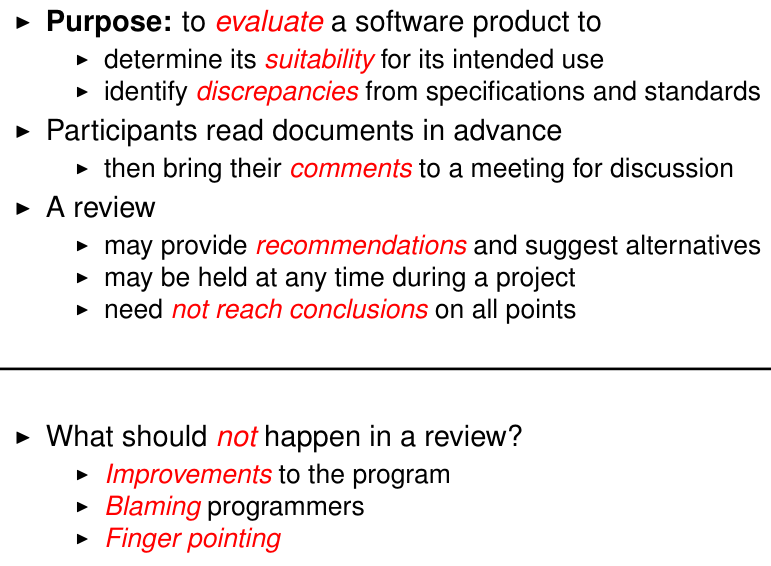 ▶ Purpose: to evaluate a software product to
▶ determine its suitability for its intended use
▶ identify discrepancies from specifications and standards
▶ Participants read documents in advance
▶ then bring their comments to a meeting for discussion
▶ A review
▶ may provide recommendations and suggest alternatives
▶ may be held at any time during a project
▶ need not reach conclusions on all points
▶ What should not happen in a review?
▶ Improvements to the program
▶ Blaming programmers
▶ Finger pointing